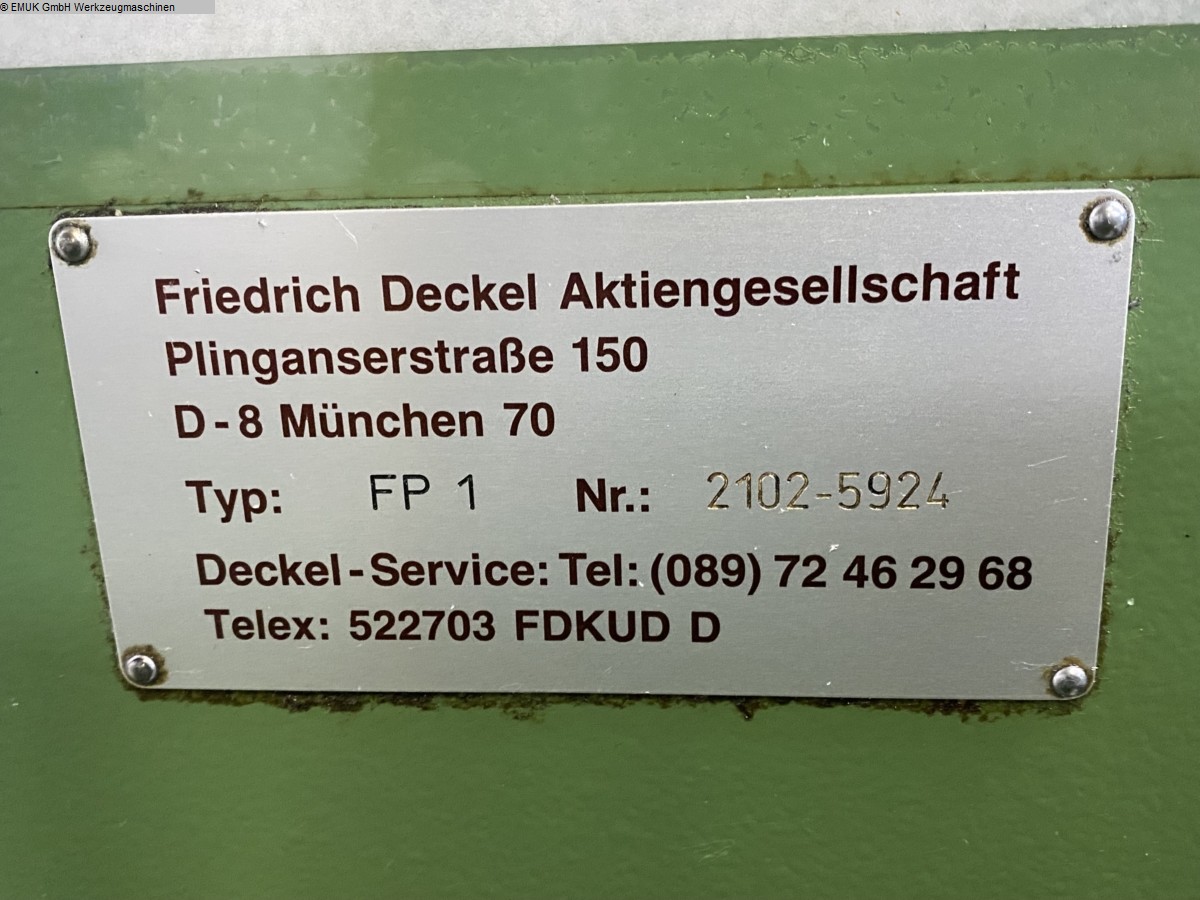 © EMUK GmbH Werkzeugmaschinen
Friedrich Deckel Aktiengesellschaft
Plinganserstraße 150
D-8 München 70
Typ: FP 1 Nr.: 2102-5924
Deckel-Service: Tel: (089) 72 46 29 68
Telex: 522703 FDKUD D